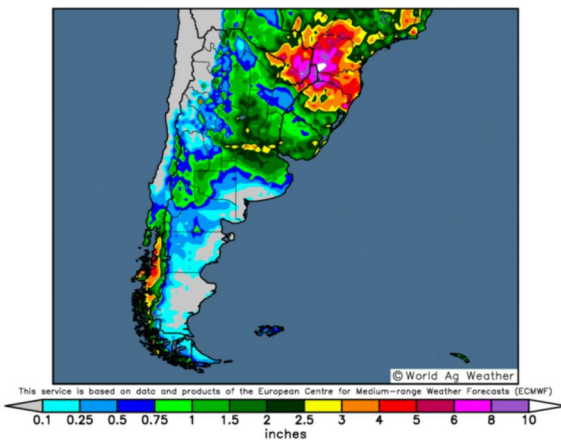 ©World Ag Weather
This service is based on data and products of the European Centre for Medium-range Weather Forecasts (ECMWF)
0.1 0.25 0.5 0.75 1 1.5 2 2.5 3 4 5 6 8 10
inches